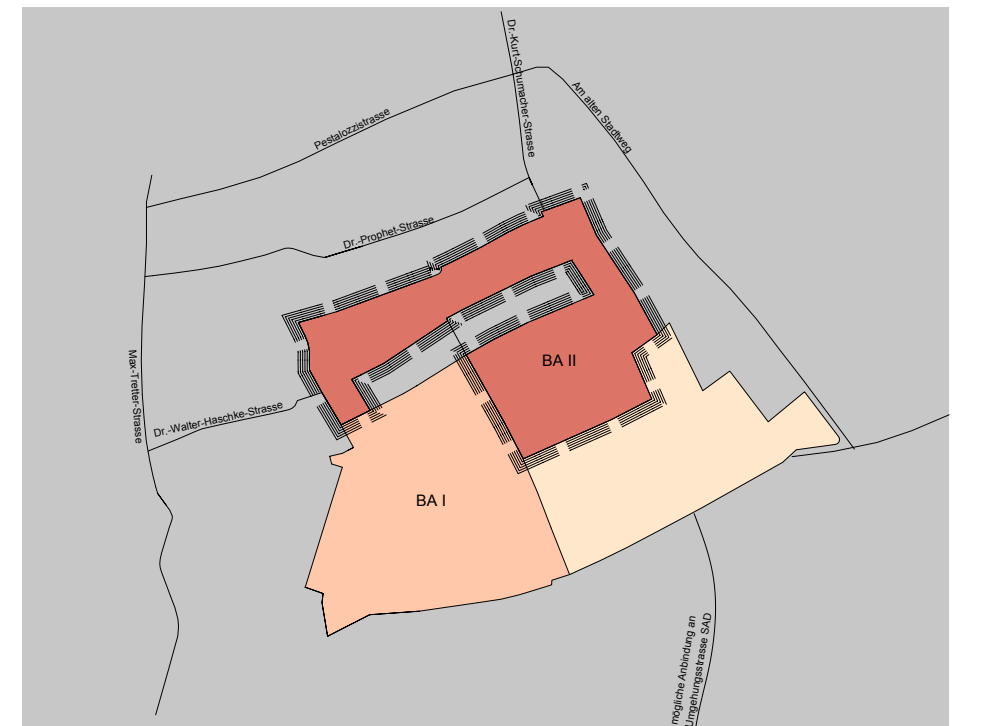 Dr.-Kurt-Schumacher-Strasse
Am alten Stadtweg
Pestalozzistrasse
Dr.-Prophet-Strasse
Max-Tretter-Strasse
BA II
Dr.-Walter-Haschke-Strasse
BA I
mögliche Anbindung an
Umgehungsstrasse SAD